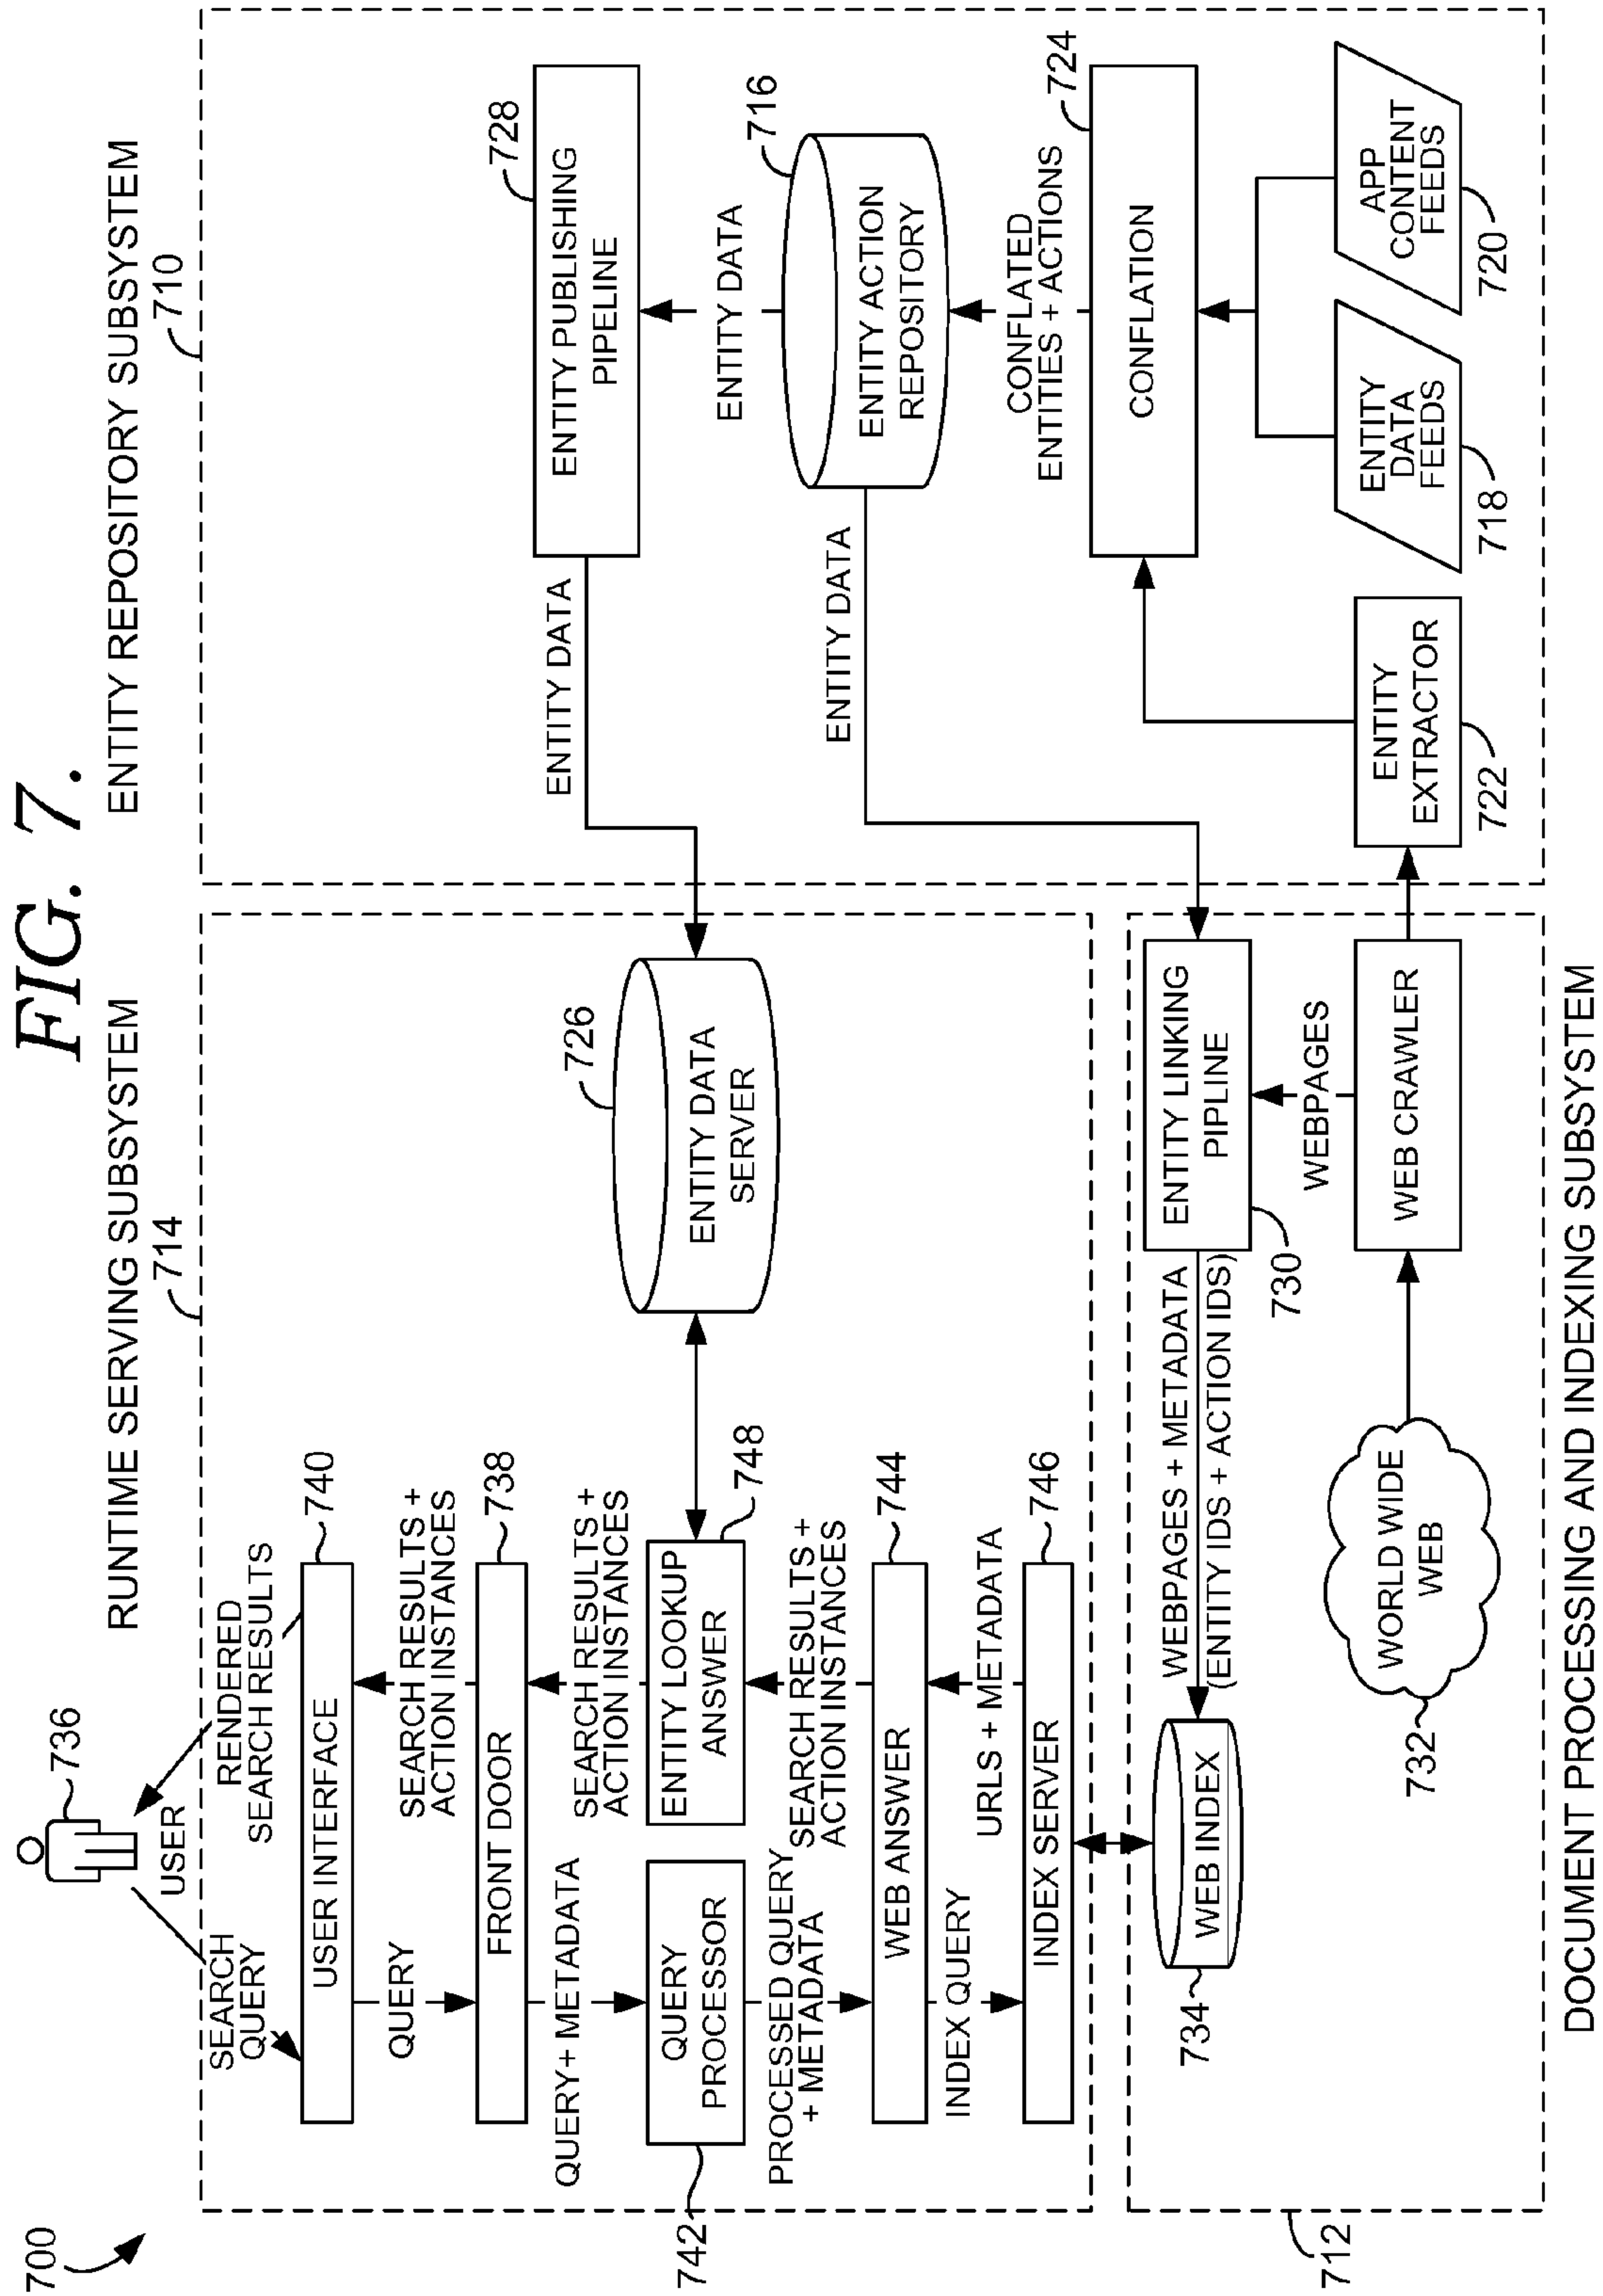 FIG. 7.
700
RUNTIME SERVING SUBSYSTEM
714
ENTITY REPOSITORY SUBSYSTEM
710
736
USER
SEARCH
QUERY
RENDERED
SEARCH RESULTS
USER INTERFACE
740
QUERY
SEARCH RESULTS +
ACTION INSTANCES
FRONT DOOR
738
QUERY+ METADATA
SEARCH RESULTS +
ACTION INSTANCES
QUERY
PROCESSOR
742
ENTITY LOOKUP
ANSWER
748
PROCESSED QUERY
+ METADATA
SEARCH RESULTS +
ACTION INSTANCES
WEB ANSWER
744
INDEX QUERY
URLS + METADATA
INDEX SERVER
746
ENTITY DATA
SERVER
726
ENTITY PUBLISHING
PIPELINE
728
ENTITY DATA
ENTITY DATA
ENTITY ACTION
REPOSITORY
716
ENTITY DATA
CONFLATED
ENTITIES + ACTIONS
CONFLATION
724
ENTITY
DATA
FEEDS
718
APP
CONTENT
FEEDS
720
ENTITY
EXTRACTOR
722
WEB INDEX
734
WEBPAGES + METADATA
(ENTITY IDS + ACTION IDS)
ENTITY LINKING
PIPLINE
730
WEBPAGES
WORLD WIDE
WEB
732
WEB CRAWLER
712
DOCUMENT PROCESSING AND INDEXING SUBSYSTEM